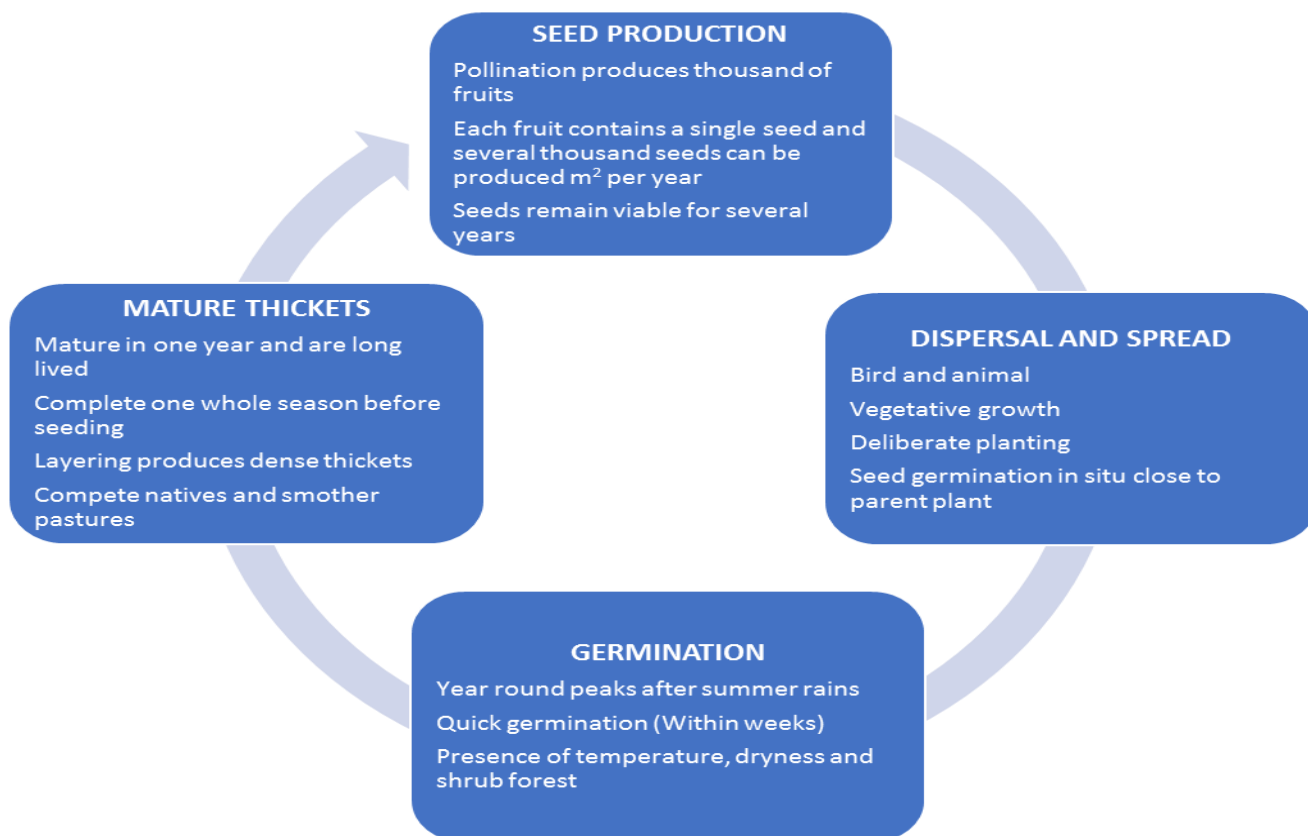 SEED PRODUCTION
Pollination produces thousand of
fruits
Each fruit contains a single seed and
several thousand seeds can be
produced m² per year
Seeds remain viable for several
years
DISPERSAL AND SPREAD
Bird and animal
Vegetative growth
Deliberate planting
Seed germination in situ close to
parent plant
GERMINATION
Year round peaks after summer rains
Quick germination (Within weeks)
Presence of temperature, dryness and
shrub forest
MATURE THICKETS
Mature in one year and are long
lived
Complete one whole season before
seeding
Layering produces dense thickets
Compete natives and smother
pastures